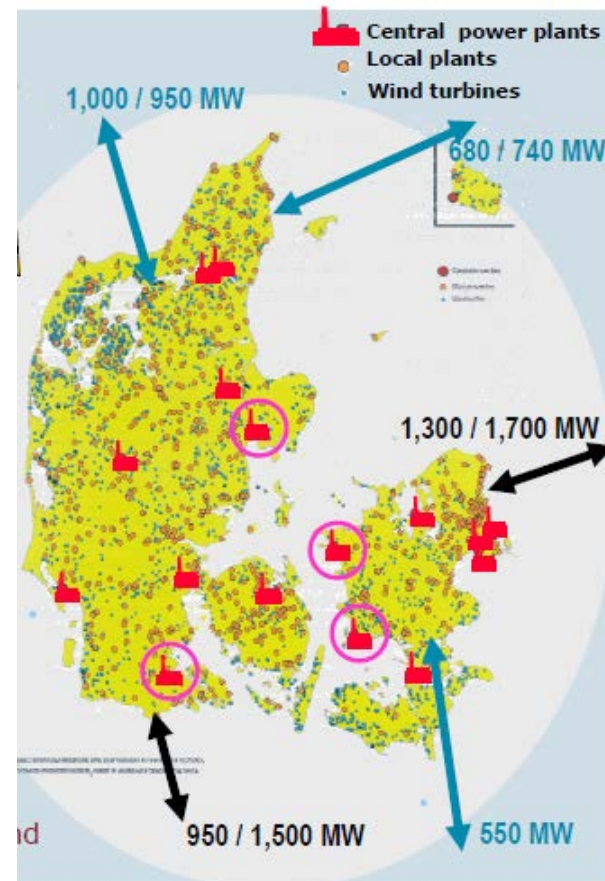 Central power plants
Local plants
Wind turbines
1,000 / 950 MW
680 / 740 MW
1,300 / 1,700 MW
950 / 1,500 MW
550 MW
nd